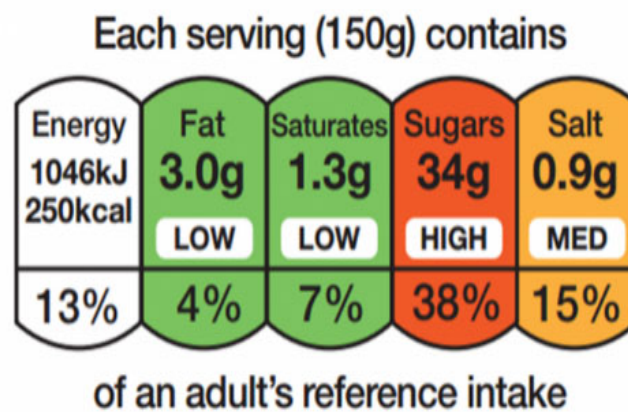 Each serving (150g) contains
Energy Fat Saturates Sugars Salt
1046kJ 3.0g 1.3g 34g 0.9g
250kcal
LOW LOW HIGH MED
13% 4% 7% 38% 15%
of an adult's reference intake